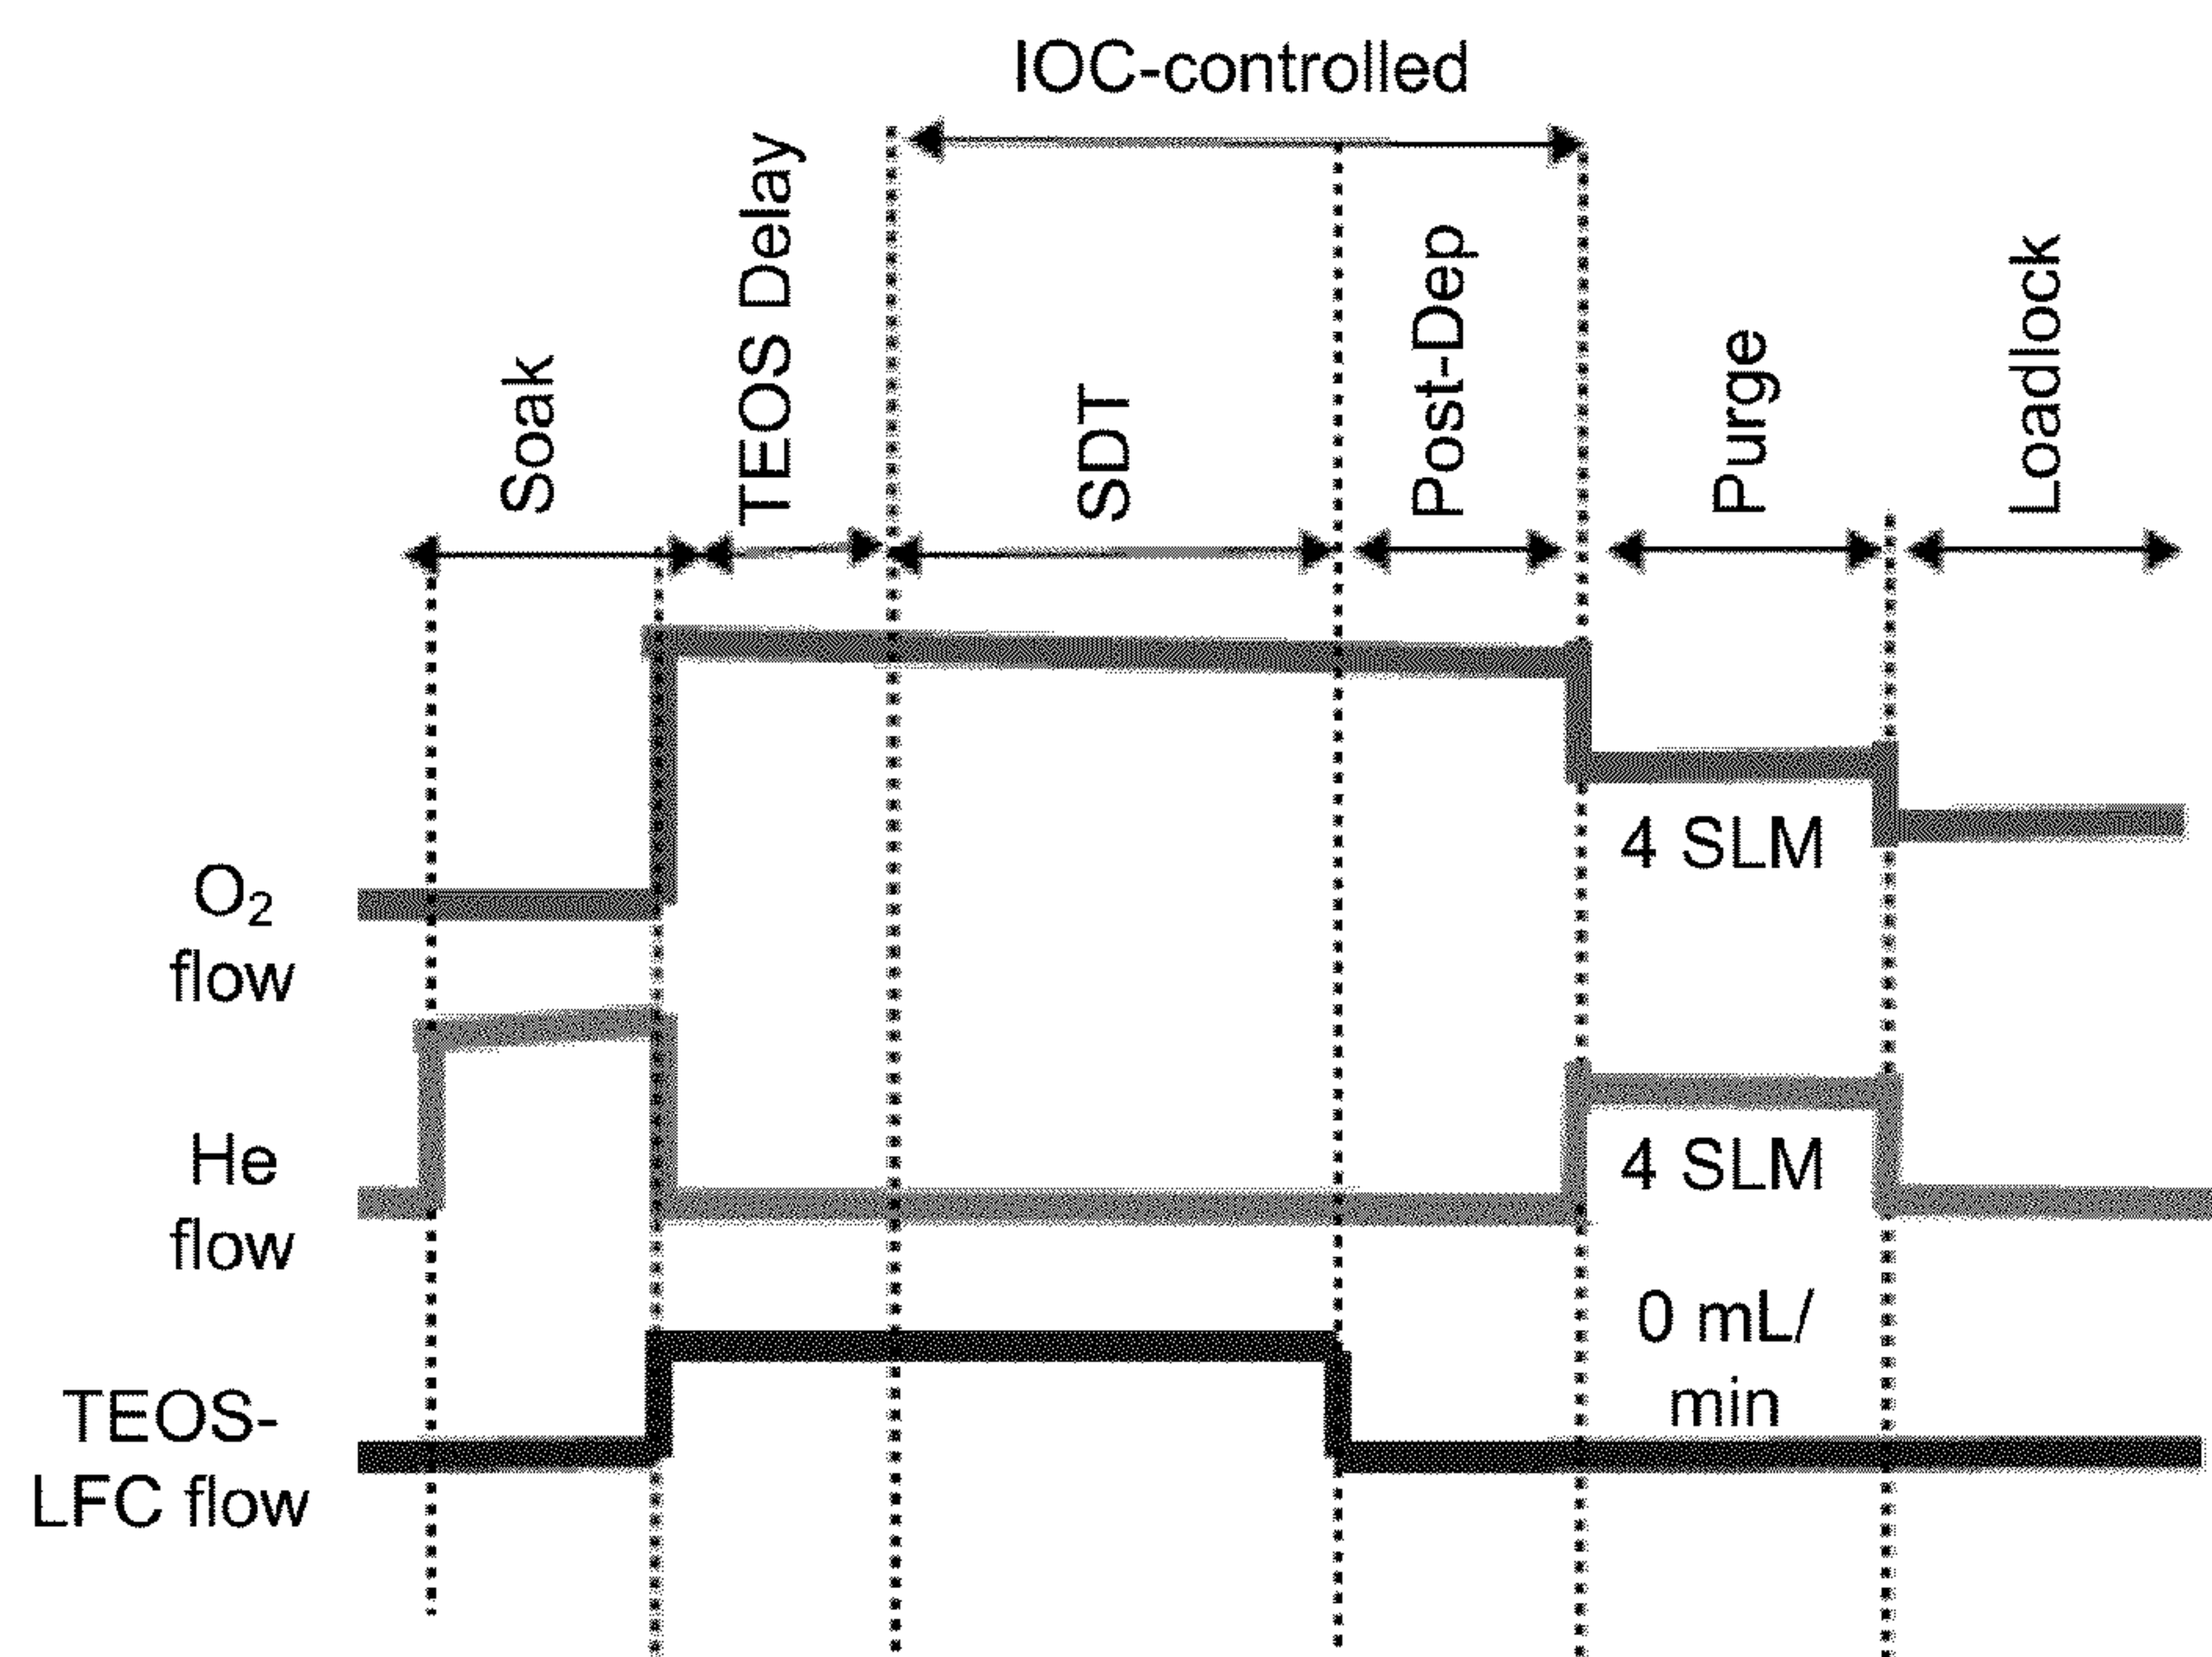 IOC-controlled
Soak
TEOS Delay
SDT
Post-Dep
Purge
Loadlock
O₂
flow
4 SLM
He
flow
4 SLM
TEOS-
LFC flow
0 mL/
min